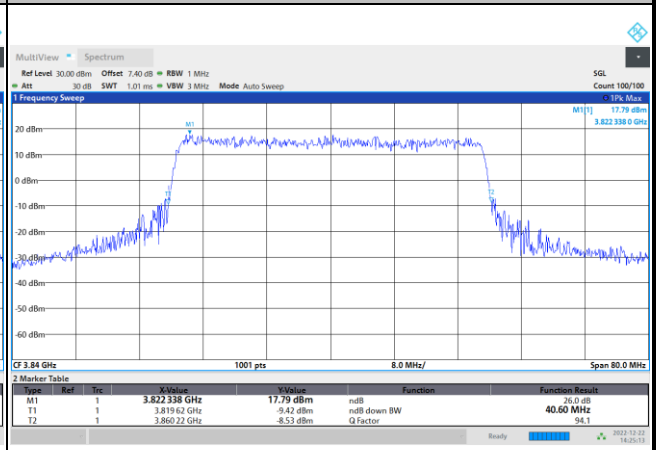 MultiView Spectrum
Ref Level 30.00 dBm Offset 7.40 dB RBW 1 MHz SGL
Att 30 dB SWT 1.01 ms VBW 3 MHz Mode Auto Sweep Count 100/100
1 Frequency Sweep 1Pk Max
M1[1] 17.79 dBm
3.822 338 0 GHz
M1
20 dBm
10 dBm
0 dBm
T1
T2
-10 dBm
-20 dBm
-30 dBm
-40 dBm
-50 dBm
-60 dBm
CF 3.84 GHz 1001 pts 8.0 MHz/ Span 80.0 MHz
2 Marker Table
Type Ref Trc X-Value Y-Value Function Function Result
M1 1 3.822 338 GHz 17.79 dBm ndB 26.0 dB
T1 1 3.819 62 GHz -9.42 dBm ndB down BW 40.60 MHz
T2 1 3.860 22 GHz -8.53 dBm Q Factor 94.1
Ready 2022-12-22
14:25:13